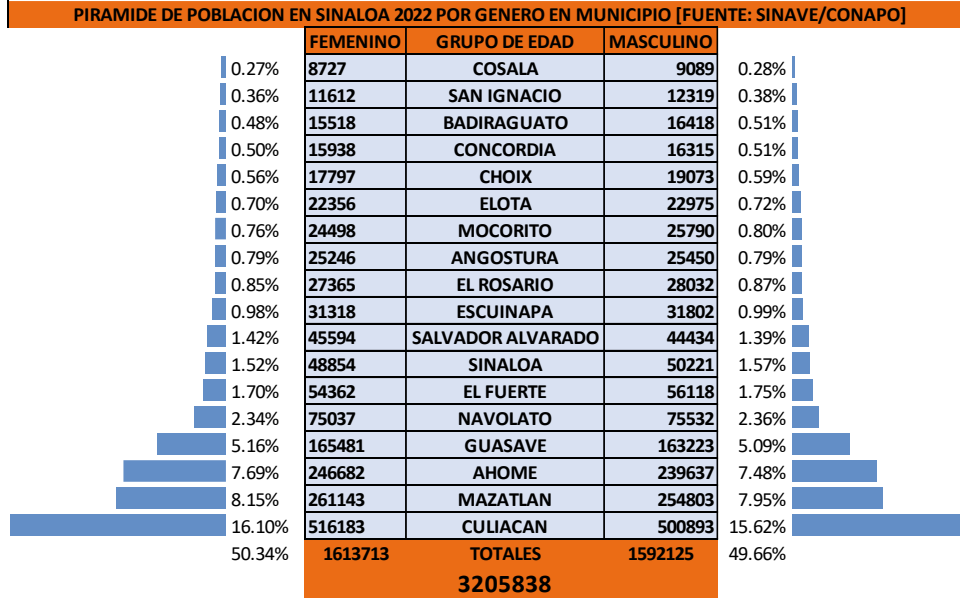 PIRAMIDE DE POBLACION EN SINALOA 2022 POR GENERO EN MUNICIPIO [FUENTE: SINAVE/CONAPO]
FEMENINO GRUPO DE EDAD MASCULINO
0.27% 8727 COSALA 9089 0.28%
0.36% 11612 SAN IGNACIO 12319 0.38%
0.48% 15518 BADIRAGUATO 16418 0.51%
0.50% 15938 CONCORDIA 16315 0.51%
0.56% 17797 CHOIX 19073 0.59%
0.70% 22356 ELOTA 22975 0.72%
0.76% 24498 MOCORITO 25790 0.80%
0.79% 25246 ANGOSTURA 25450 0.79%
0.85% 27365 EL ROSARIO 28032 0.87%
0.98% 31318 ESCUINAPA 31802 0.99%
1.42% 45594 SALVADOR ALVARADO 44434 1.39%
1.52% 48854 SINALOA 50221 1.57%
1.70% 54362 EL FUERTE 56118 1.75%
2.34% 75037 NAVOLATO 75532 2.36%
5.16% 165481 GUASAVE 163223 5.09%
7.69% 246682 AHOME 239637 7.48%
8.15% 261143 MAZATLAN 254803 7.95%
16.10% 516183 CULIACAN 500893 15.62%
50.34% 1613713 TOTALES 1592125 49.66%
3205838